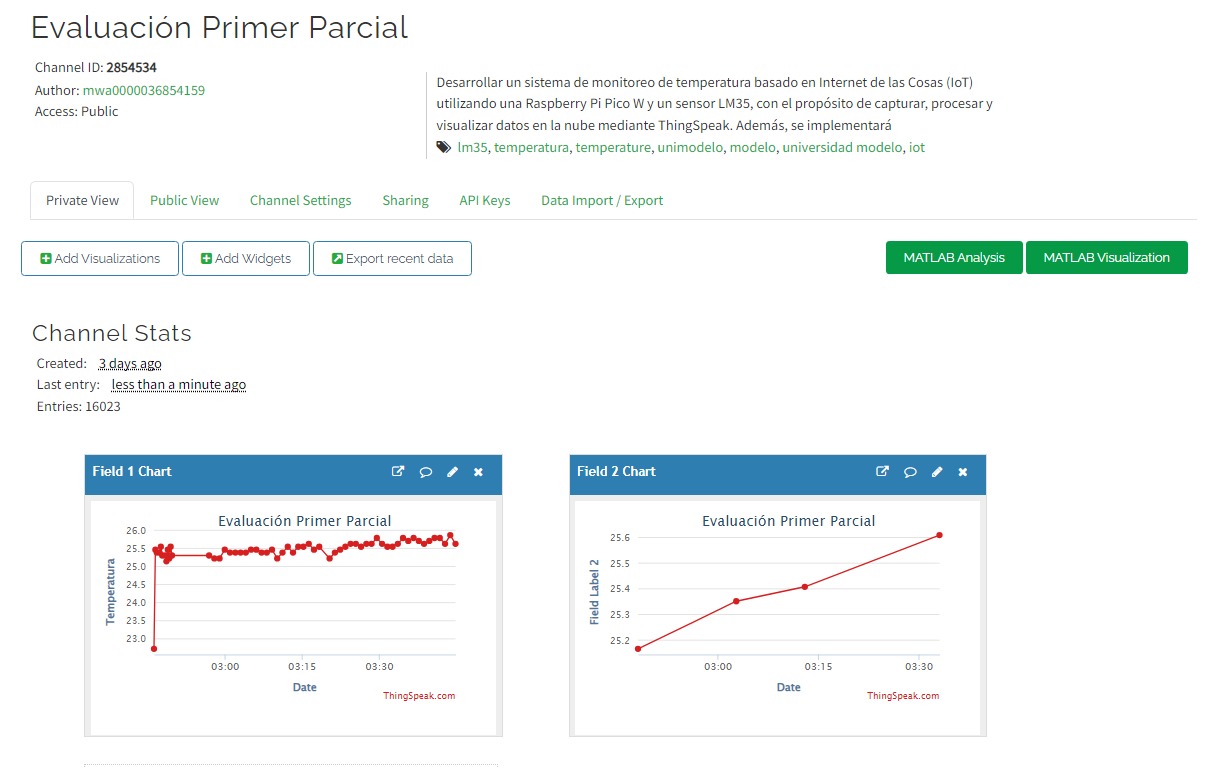 Evaluación Primer Parcial
Channel ID: 2854534
Author: mwa0000036854159
Access: Public
Desarrollar un sistema de monitoreo de temperatura basado en Internet de las Cosas (IoT)
utilizando una Raspberry Pi Pico W y un sensor LM35, con el propósito de capturar, procesar y
visualizar datos en la nube mediante ThingSpeak. Además, se implementará
lm35, temperatura, temperature, unimodelo, modelo, universidad modelo, iot
Private View Public View Channel Settings Sharing API Keys Data Import / Export
Add Visualizations Add Widgets Export recent data MATLAB Analysis MATLAB Visualization
Channel Stats
Created: 3 days ago
Last entry: less than a minute ago
Entries: 16023
Field 1 Chart
Evaluación Primer Parcial
Temperatura
26.0
25.5
25.0
24.5
24.0
23.5
23.0
03:00 03:15 03:30
Date
ThingSpeak.com
Field 2 Chart
Evaluación Primer Parcial
Field Label 2
25.6
25.5
25.4
25.3
25.2
03:00 03:15 03:30
Date
ThingSpeak.com